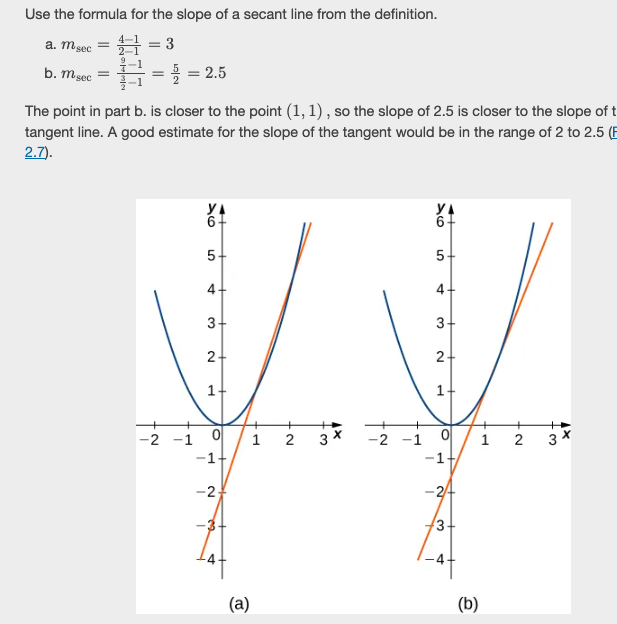 Use the formula for the slope of a secant line from the definition.
a. m_sec = (4−1)/(2−1) = 3
b. m_sec = (9/4 −1)/(3/2 −1) = 5/2 = 2.5
The point in part b. is closer to the point (1, 1) , so the slope of 2.5 is closer to the slope of t
tangent line. A good estimate for the slope of the tangent would be in the range of 2 to 2.5 (F
2.7).
y y
6 6
5 5
4 4
3 3
2 2
1 1
−2 −1 0 1 2 3 x −2 −1 0 1 2 3 x
−1 −1
−2 −2
−3 −3
−4 −4
(a) (b)